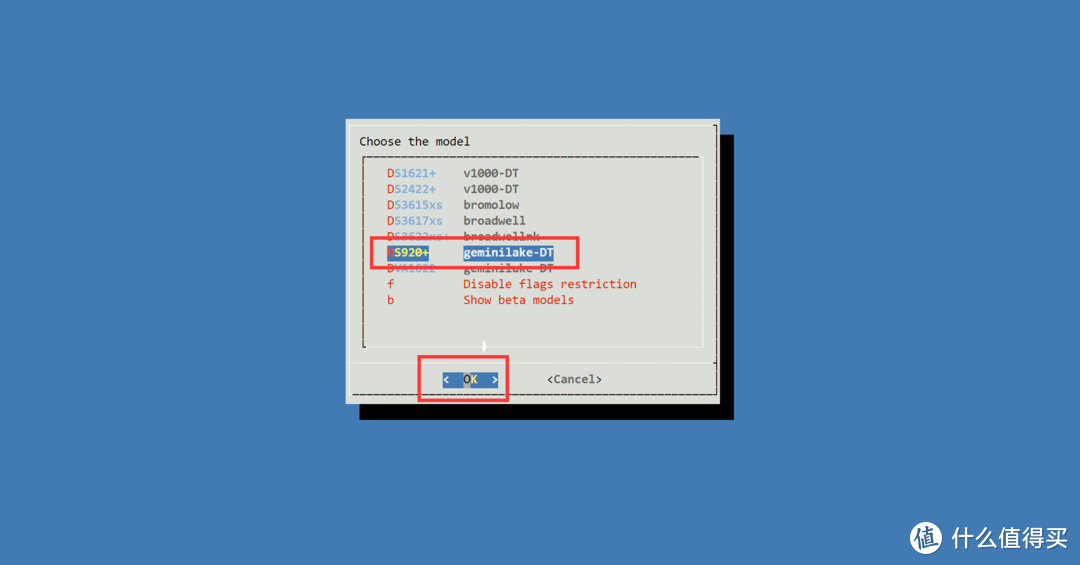 Choose the model
DS1621+ v1000-DT
DS2422+ v1000-DT
DS3615xs bromolow
DS3617xs broadwell
DS3622xs+ broadwellnk
DS920+ geminilake-DT
DVA1622 geminilake-DT
f Disable flags restriction
b Show beta models
< OK > <Cancel>
值 什么值得买